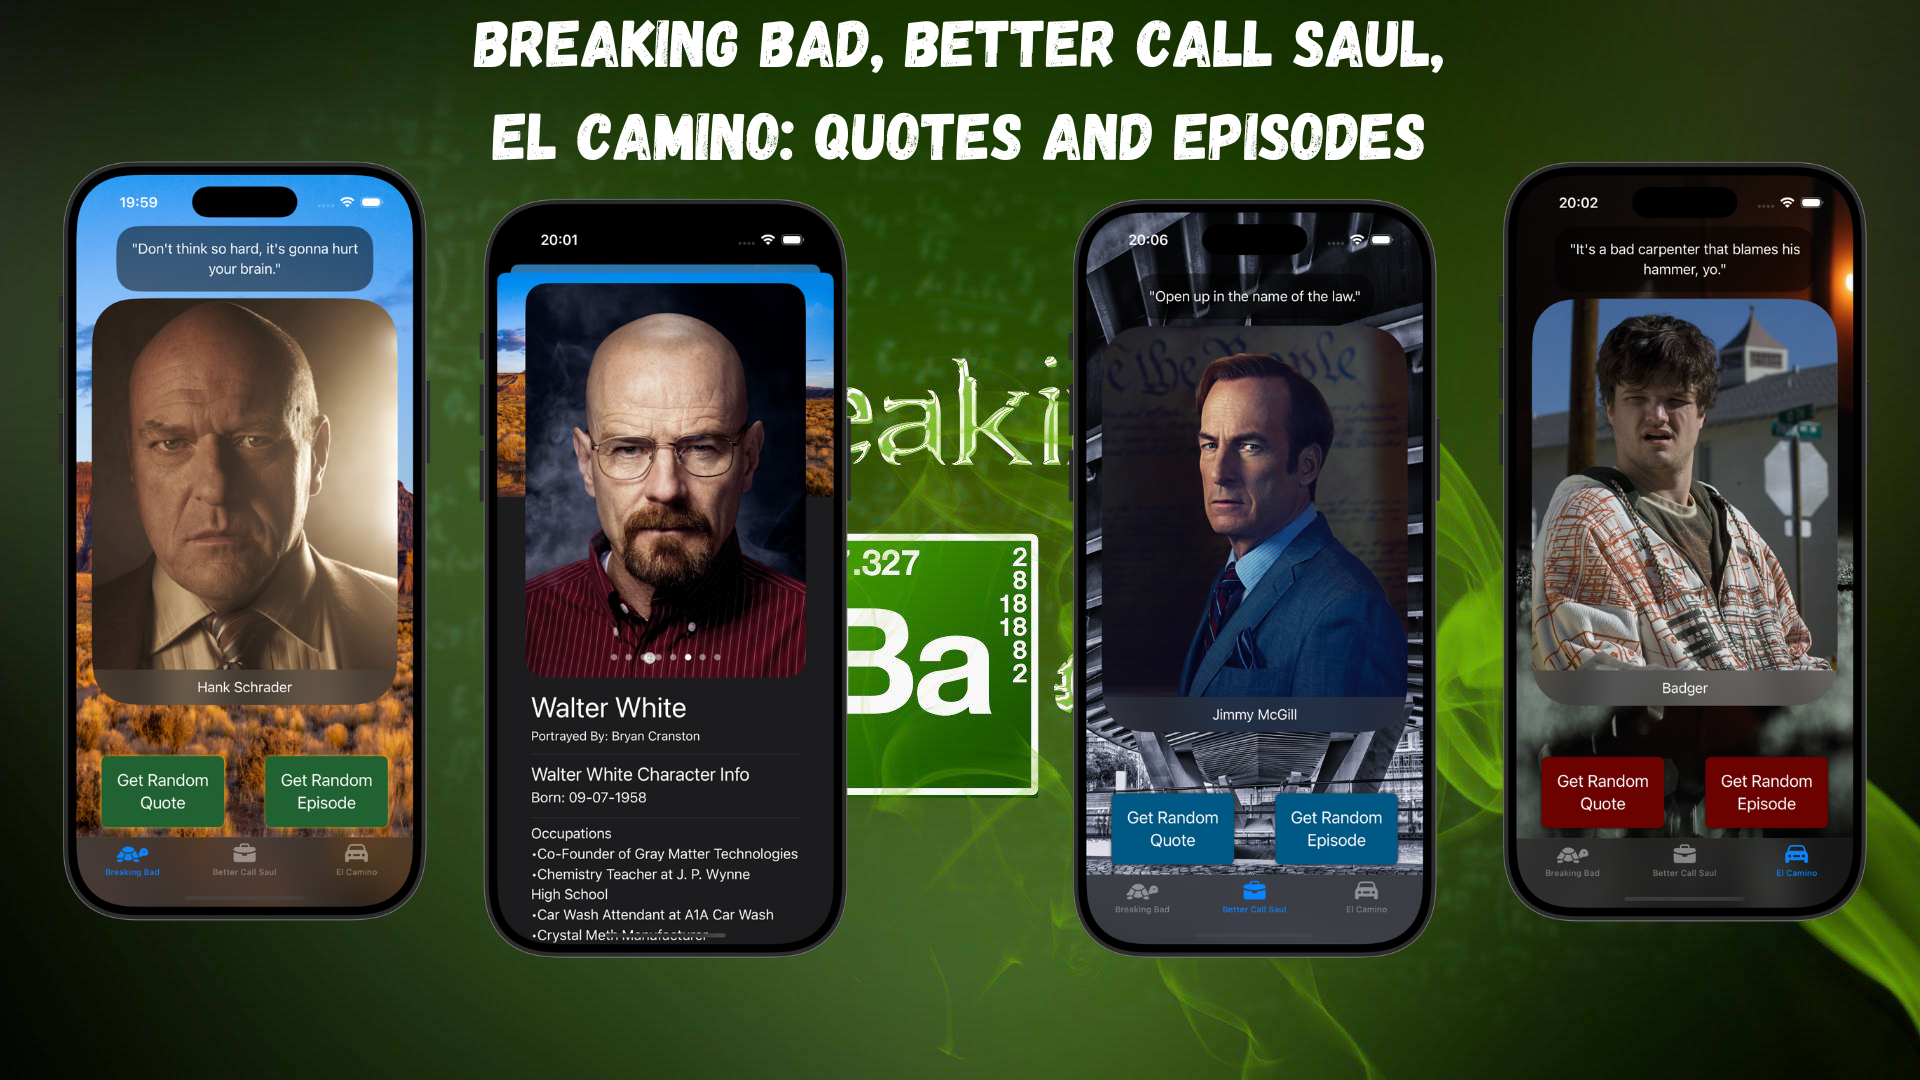 BREAKING BAD, BETTER CALL SAUL,
EL CAMINO: QUOTES AND EPISODES
19:59
"Don't think so hard, it's gonna hurt
your brain."
Hank Schrader
Get Random
Quote
Get Random
Episode
Breaking Bad
Better Call Saul
El Camino
20:01
Walter White
Portrayed By: Bryan Cranston
Walter White Character Info
Born: 09-07-1958
Occupations
•Co-Founder of Gray Matter Technologies
•Chemistry Teacher at J. P. Wynne
High School
•Car Wash Attendant at A1A Car Wash
•Crystal Meth Manufacturer
eaki
.327
2
8
18
18
8
2
Ba
20:06
"Open up in the name of the law."
e the People
Jimmy McGill
Get Random
Quote
Get Random
Episode
Breaking Bad
Better Call Saul
El Camino
20:02
"It's a bad carpenter that blames his
hammer, yo."
Badger
Get Random
Quote
Get Random
Episode
Breaking Bad
Better Call Saul
El Camino